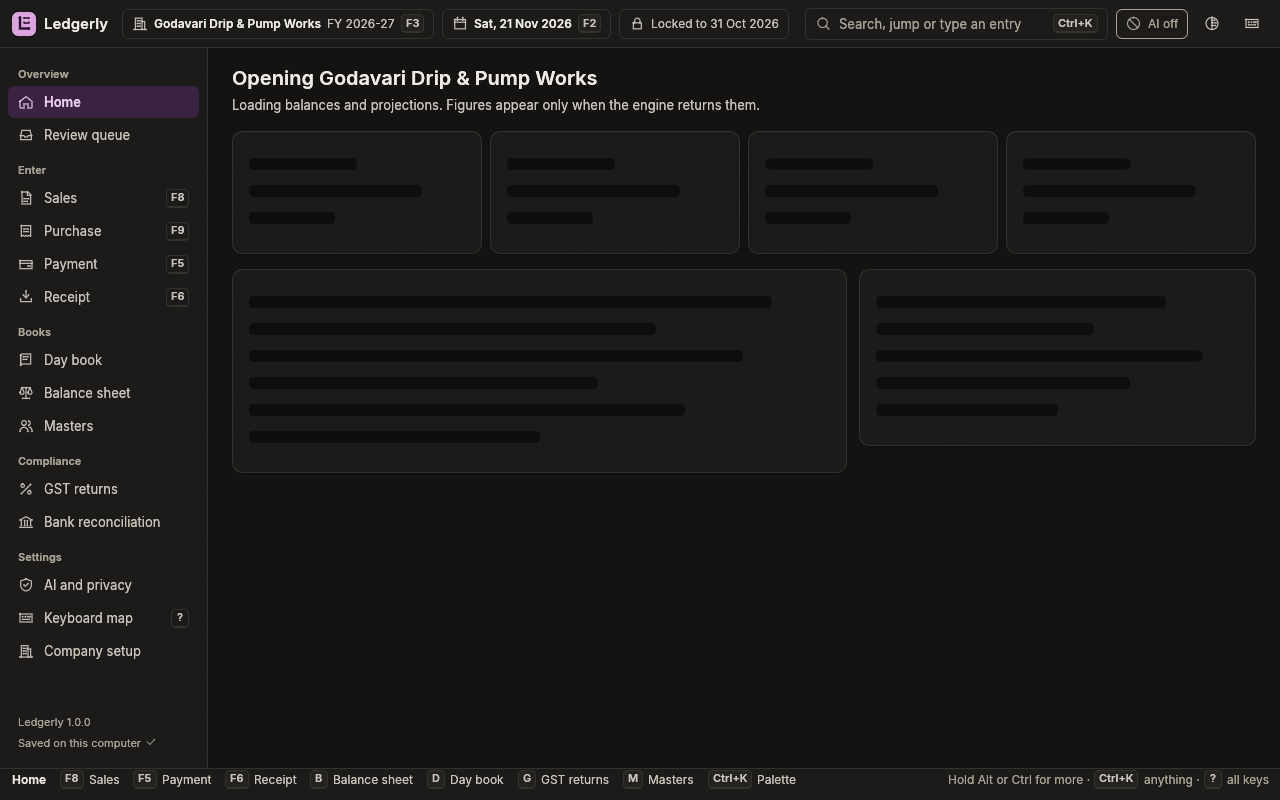 Ledgerly
Godavari Drip & Pump Works FY 2026-27 F3
Sat, 21 Nov 2026 F2
Locked to 31 Oct 2026
Search, jump or type an entry Ctrl+K
AI off
Overview
Home
Review queue
Enter
Sales F8
Purchase F9
Payment F5
Receipt F6
Books
Day book
Balance sheet
Masters
Compliance
GST returns
Bank reconciliation
Settings
AI and privacy
Keyboard map ?
Company setup
Ledgerly 1.0.0
Saved on this computer
Opening Godavari Drip & Pump Works
Loading balances and projections. Figures appear only when the engine returns them.
Home F8 Sales F5 Payment F6 Receipt B Balance sheet D Day book G GST returns M Masters Ctrl+K Palette
Hold Alt or Ctrl for more · Ctrl+K anything · ? all keys